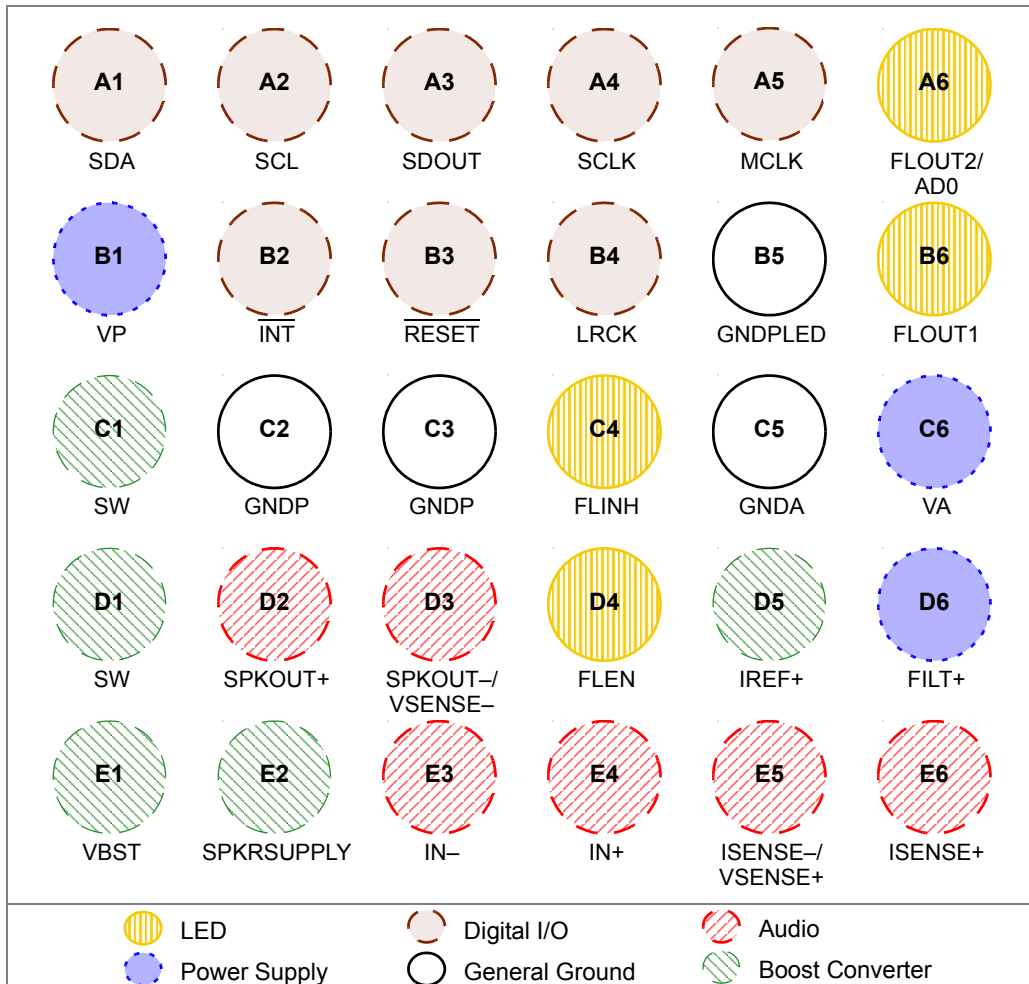 A1 A2 A3 A4 A5 A6
SDA SCL SDOUT SCLK MCLK FLOUT2/
AD0
B1 B2 B3 B4 B5 B6
VP INT RESET LRCK GNDPLED FLOUT1
C1 C2 C3 C4 C5 C6
SW GNDP GNDP FLINH GNDA VA
D1 D2 D3 D4 D5 D6
SW SPKOUT+ SPKOUT–/ FLEN IREF+ FILT+
VSENSE–
E1 E2 E3 E4 E5 E6
VBST SPKRSUPPLY IN– IN+ ISENSE–/ ISENSE+
VSENSE+
LED Digital I/O Audio
Power Supply General Ground Boost Converter